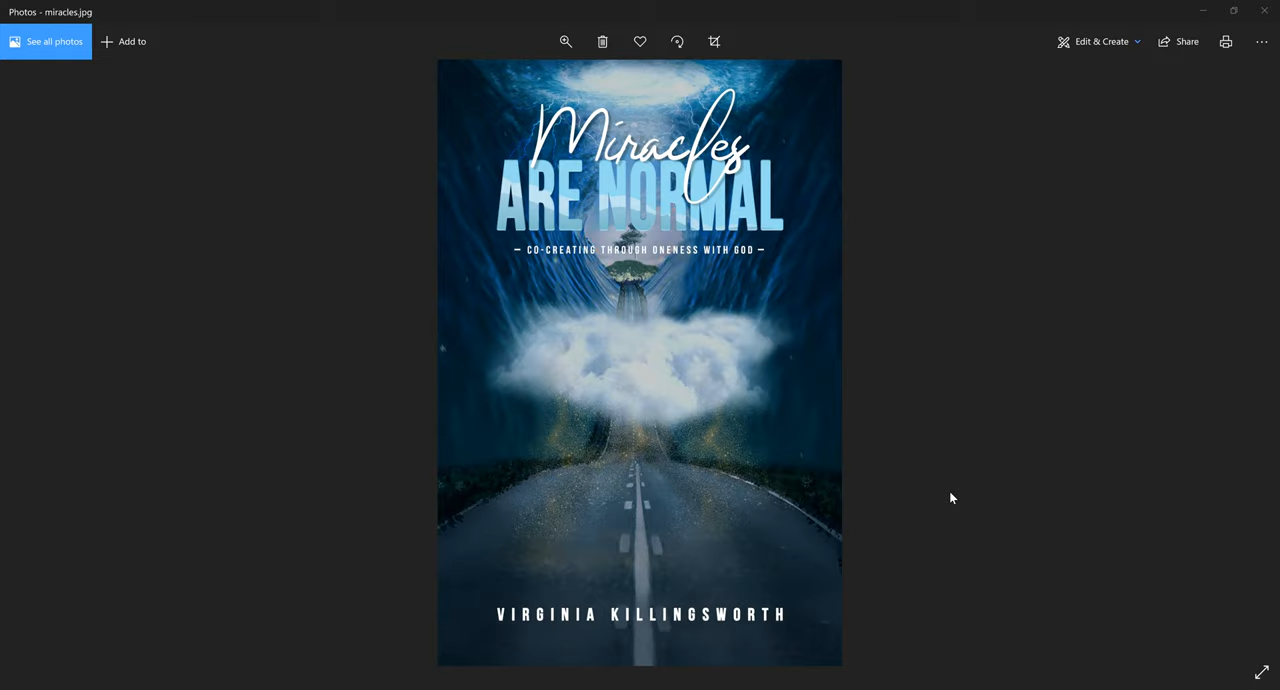 Photos - miracles.jpg
See all photos
Add to
Edit & Create
Share
Miracles
ARE NORMAL
– CO-CREATING THROUGH ONENESS WITH GOD –
VIRGINIA KILLINGSWORTH